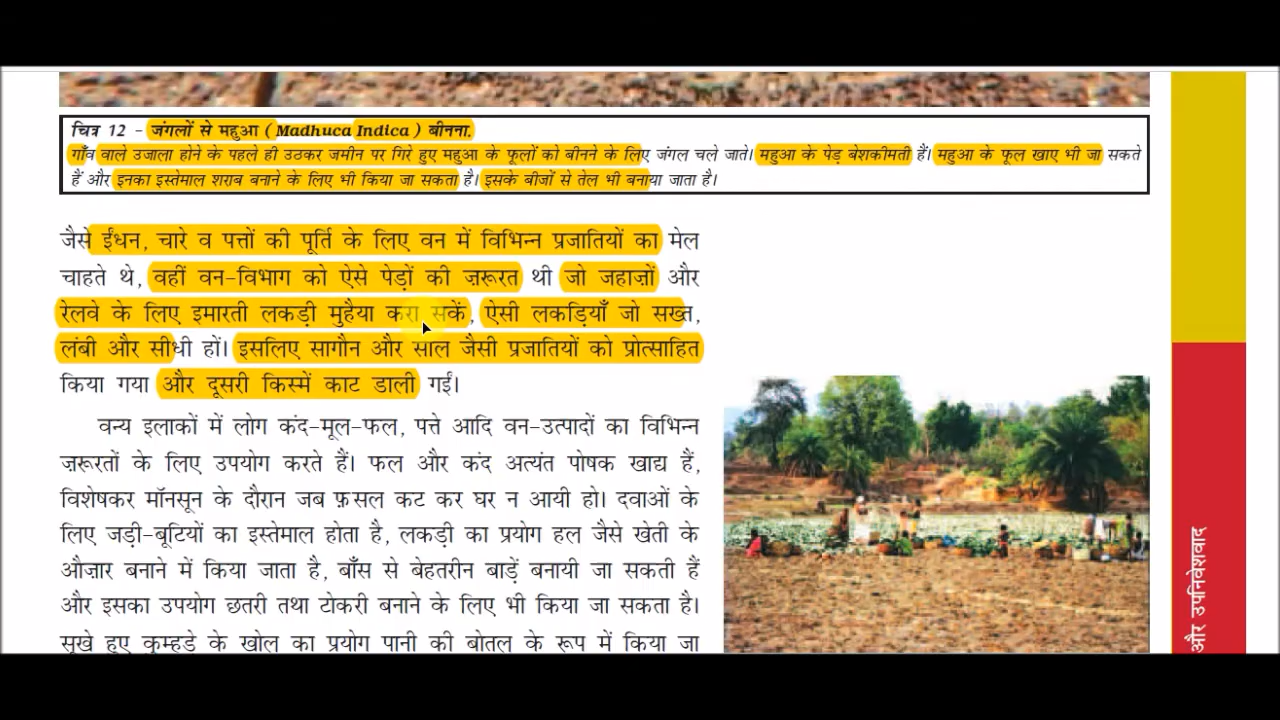 चित्र 12 – जंगलों से महुआ ( Madhuca Indica ) बीनना.
गाँव वाले उजाला होने के पहले ही उठकर जमीन पर गिरे हुए महुआ के फूलों को बीनने के लिए जंगल चले जाते। महुआ के पेड़ बेशकीमती हैं। महुआ के फूल खाए भी जा सकते
हैं और इनका इस्तेमाल शराब बनाने के लिए भी किया जा सकता है। इसके बीजों से तेल भी बनाया जाता है।
जैसे ईंधन, चारे व पत्तों की पूर्ति के लिए वन में विभिन्न प्रजातियों का मेल
चाहते थे, वहीं वन-विभाग को ऐसे पेड़ों की ज़रूरत थी जो जहाज़ों और
रेलवे के लिए इमारती लकड़ी मुहैया करा सकें, ऐसी लकड़ियाँ जो सख्त,
लंबी और सीधी हों। इसलिए सागौन और साल जैसी प्रजातियों को प्रोत्साहित
किया गया और दूसरी किस्में काट डाली गईं।
वन्य इलाकों में लोग कंद-मूल-फल, पत्ते आदि वन-उत्पादों का विभिन्न
ज़रूरतों के लिए उपयोग करते हैं। फल और कंद अत्यंत पोषक खाद्य हैं,
विशेषकर मॉनसून के दौरान जब फ़सल कट कर घर न आयी हो। दवाओं के
लिए जड़ी-बूटियों का इस्तेमाल होता है, लकड़ी का प्रयोग हल जैसे खेती के
औज़ार बनाने में किया जाता है, बाँस से बेहतरीन बाड़ें बनायी जा सकती हैं
और इसका उपयोग छतरी तथा टोकरी बनाने के लिए भी किया जा सकता है।
सूखे हुए कुम्हड़े के खोल का प्रयोग पानी की बोतल के रूप में किया जा
और उपनिवेशवाद